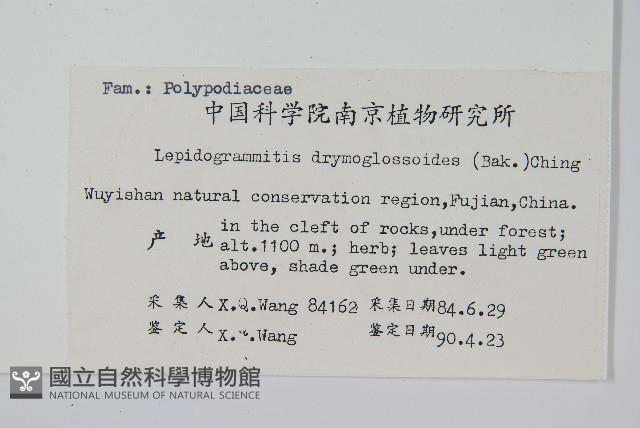 Fam.: Polypodiaceae
中国科学院南京植物研究所
Lepidogrammitis drymoglossoides (Bak.)Ching
Wuyishan natural conservation region,Fujian,China.
产地 in the cleft of rocks,under forest;
alt.1100 m.; herb; leaves light green
above, shade green under.
采集人 X.Q.Wang 84162 采集日期 84.6.29
鉴定人 X. .Wang 鉴定日期 90.4.23
國立自然科學博物館
NATIONAL MUSEUM OF NATURAL SCIENCE